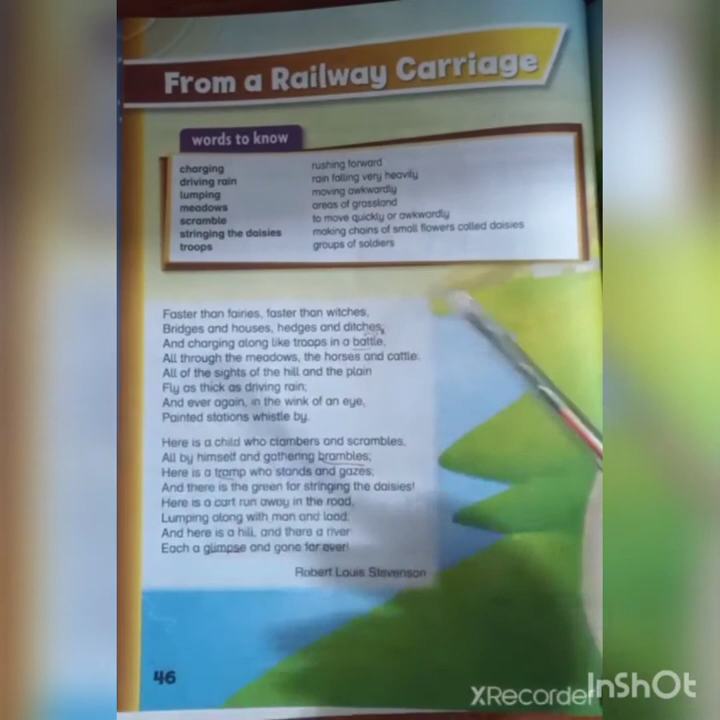 From a Railway Carriage
words to know
charging rushing forward
driving rain rain falling very heavily
lumping moving awkwardly
meadows areas of grassland
scramble to move quickly or awkwardly
stringing the daisies making chains of small flowers called daisies
troops groups of soldiers
Faster than fairies, faster than witches,
Bridges and houses, hedges and ditches,
And charging along like troops in a battle,
All through the meadows, the horses and cattle.
All of the sights of the hill and the plain
Fly as thick as driving rain;
And ever again, in the wink of an eye,
Painted stations whistle by.
Here is a child who clambers and scrambles,
All by himself and gathering brambles;
Here is a tramp who stands and gazes;
And there is the green for stringing the daisies!
Here is a cart run away in the road,
Lumping along with man and load;
And here is a hill, and there a river
Each a glimpse and gone for ever!
Robert Louis Stevenson
46
XRecorder
InShOt